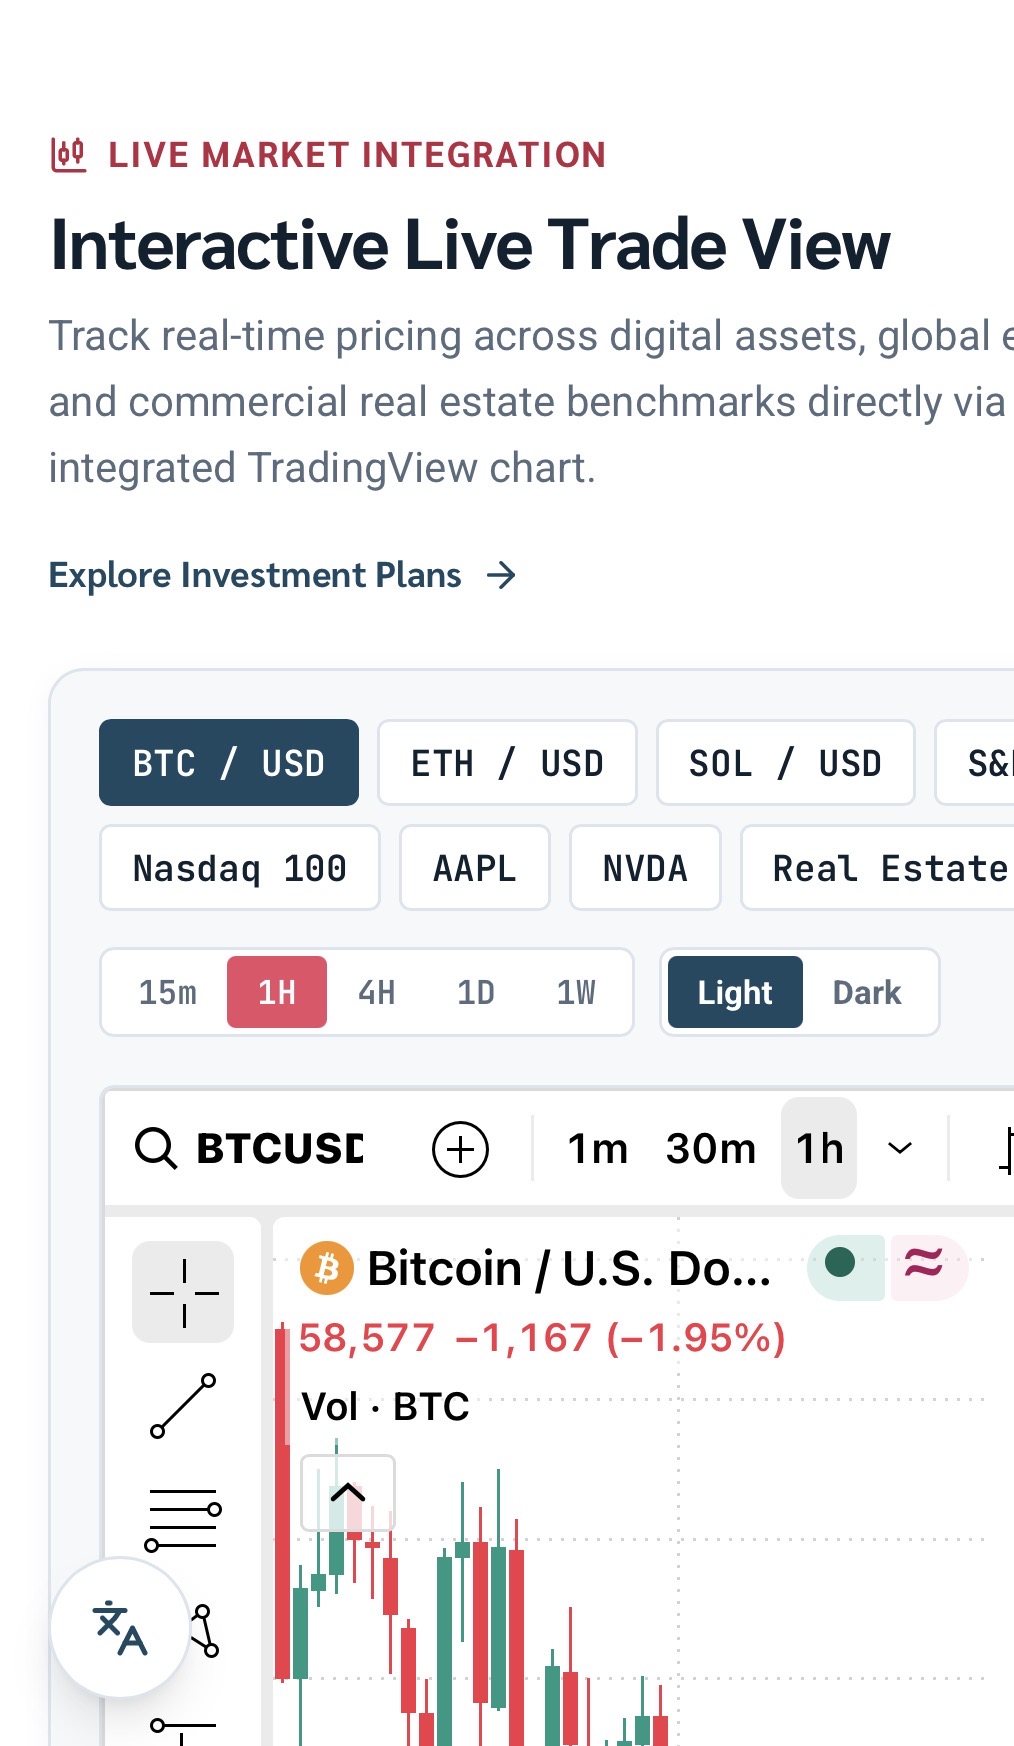 LIVE MARKET INTEGRATION
Interactive Live Trade View
Track real-time pricing across digital assets, global
and commercial real estate benchmarks directly via
integrated TradingView chart.
Explore Investment Plans →
BTC / USD ETH / USD SOL / USD
Nasdaq 100 AAPL NVDA Real Estate
15m 1H 4H 1D 1W Light Dark
BTCUSD 1m 30m 1h
Bitcoin / U.S. Do...
58,577 −1,167 (−1.95%)
Vol · BTC